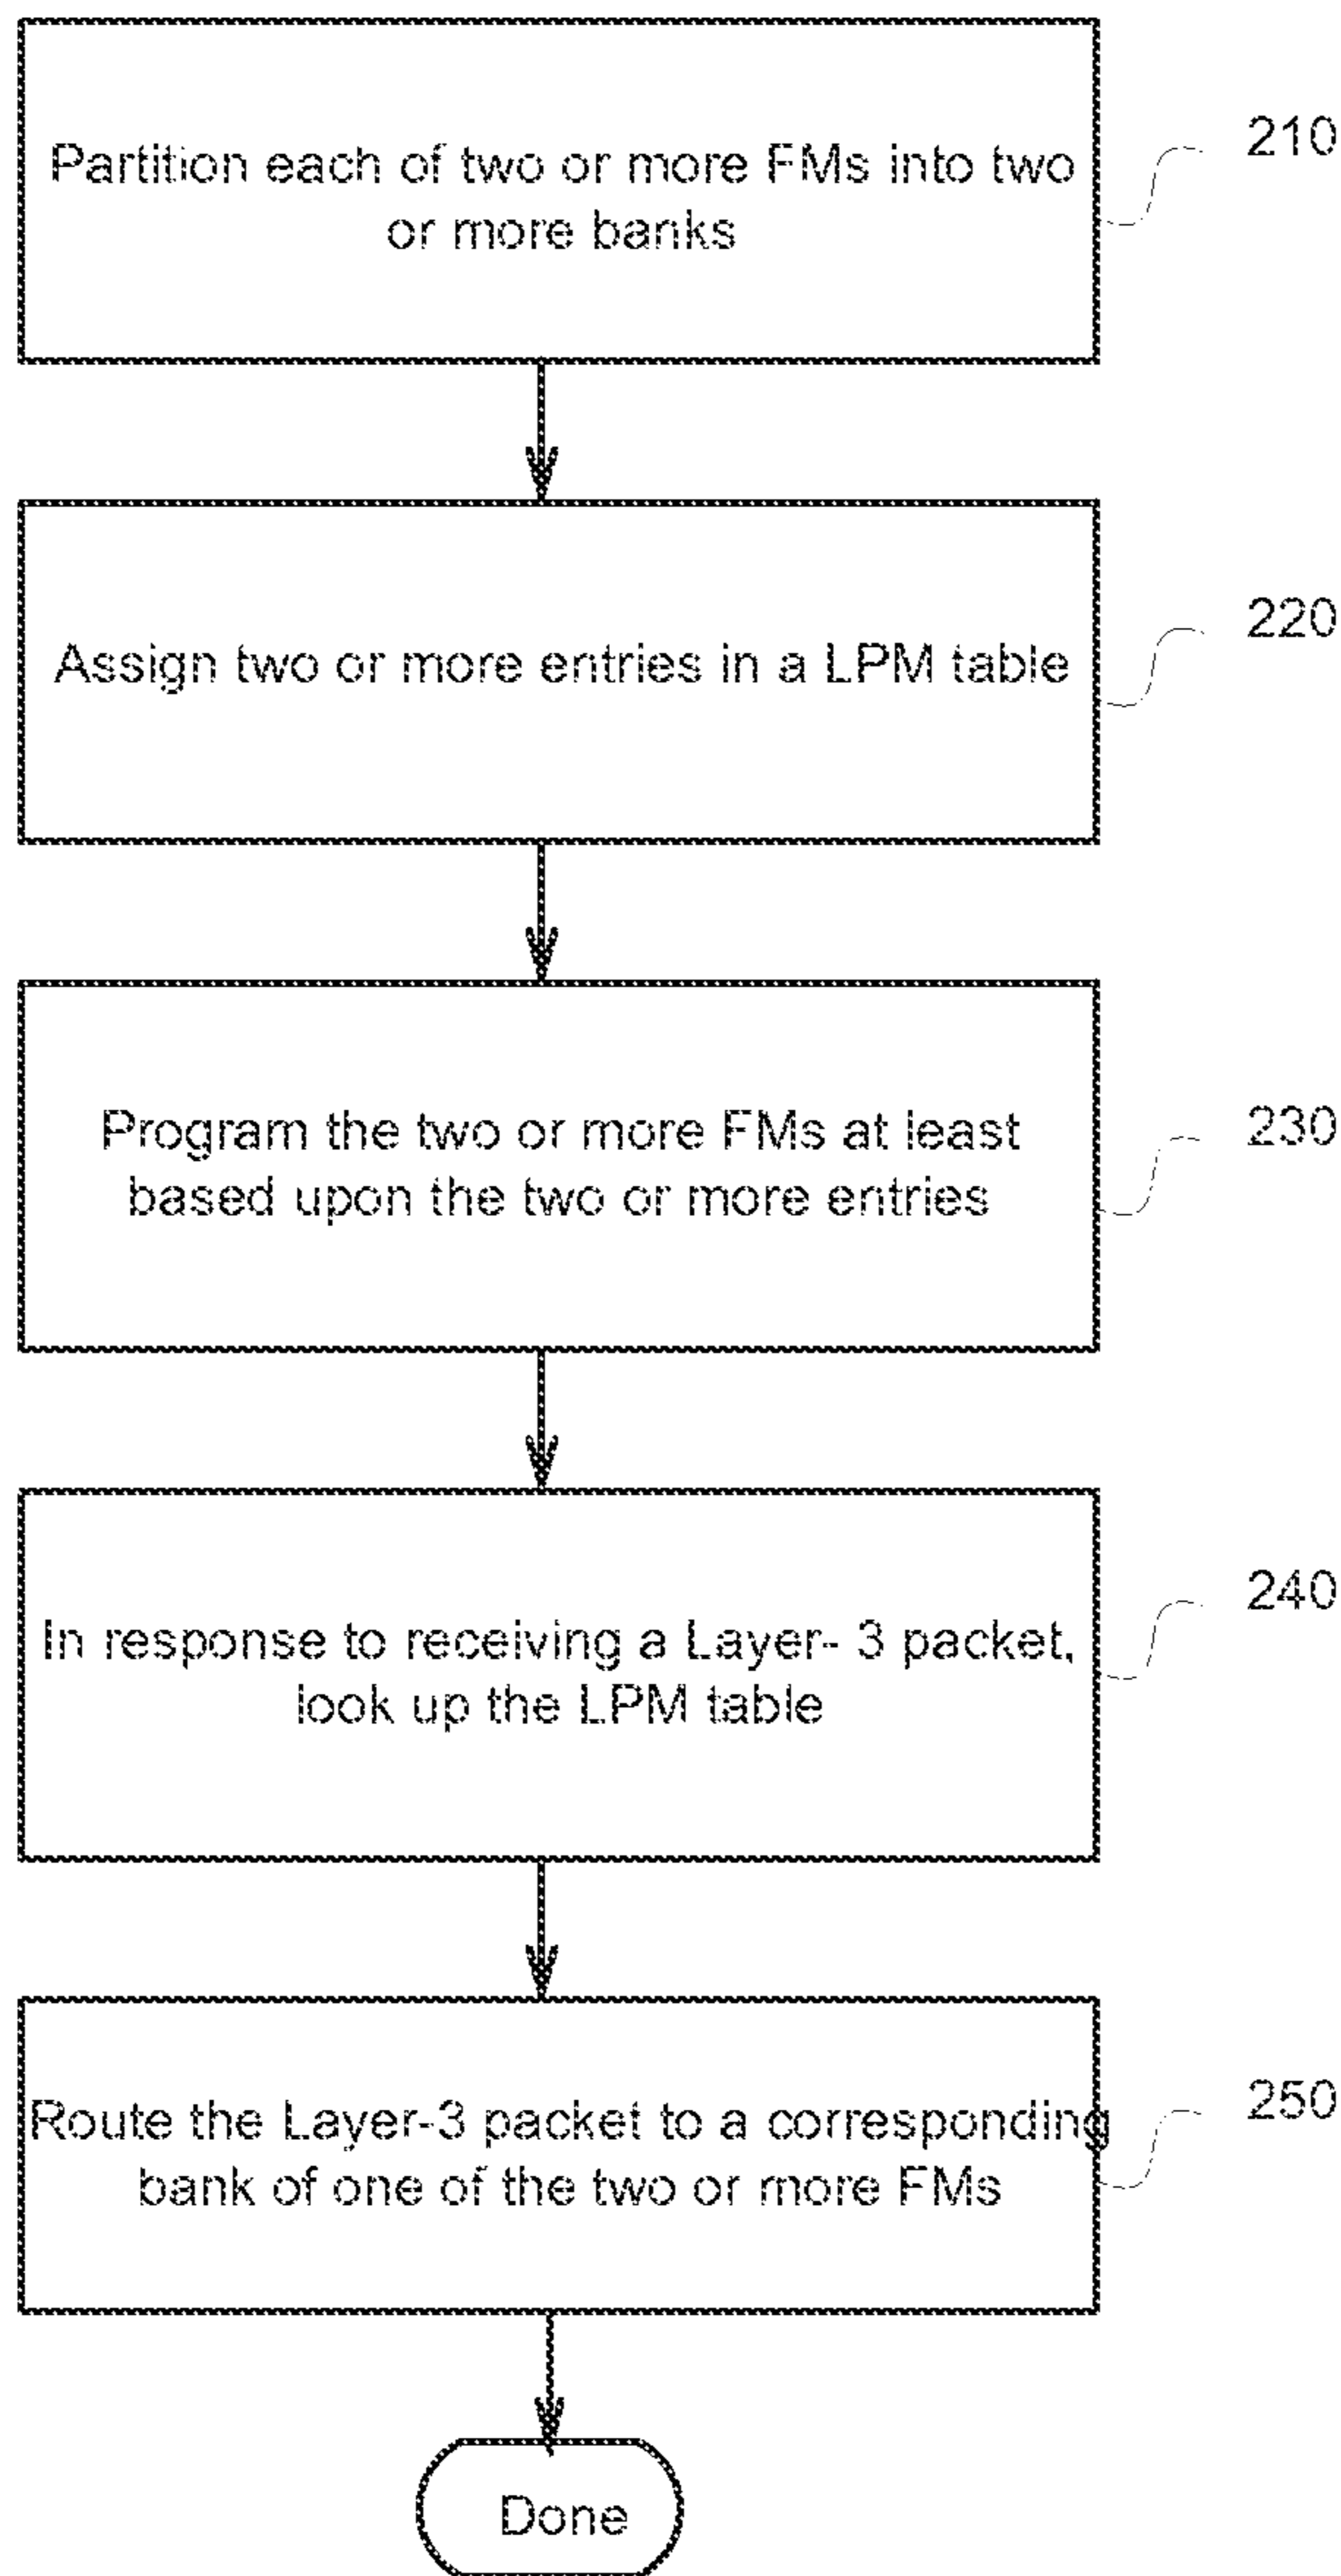 Partition each of two or more FMs into two
or more banks
210
Assign two or more entries in a LPM table
220
Program the two or more FMs at least
based upon the two or more entries
230
In response to receiving a Layer- 3 packet,
look up the LPM table
240
Route the Layer-3 packet to a corresponding
bank of one of the two or more FMs
250
Done